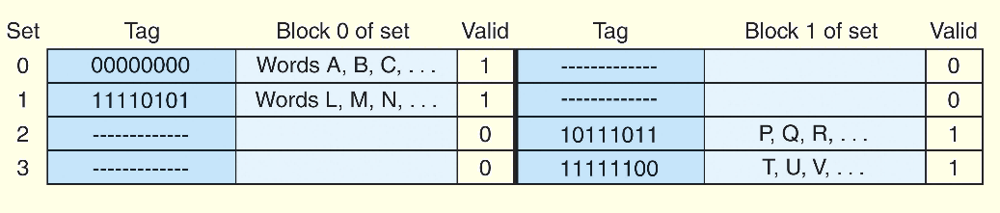 Set Tag Block 0 of set Valid Tag Block 1 of set Valid
0 00000000 Words A, B, C, . . . 1 ------------- 0
1 11110101 Words L, M, N, . . . 1 ------------- 0
2 ------------- 0 10111011 P, Q, R, . . . 1
3 ------------- 0 11111100 T, U, V, . . . 1